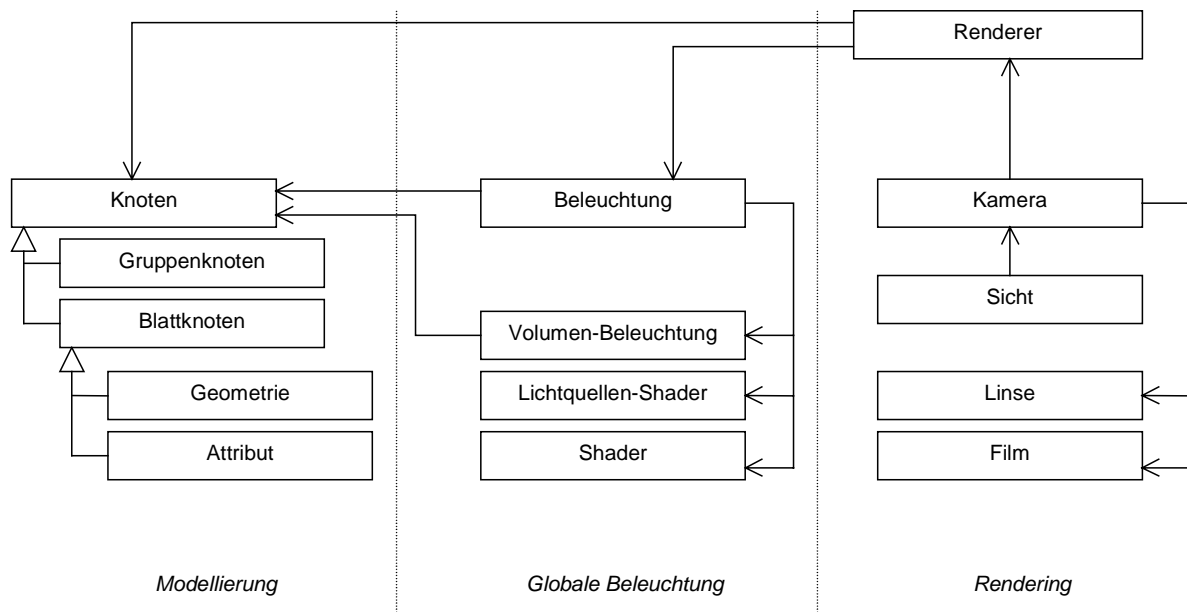 Renderer
Knoten
Beleuchtung
Kamera
Gruppenknoten
Sicht
Blattknoten
Volumen-Beleuchtung
Geometrie
Lichtquellen-Shader
Linse
Attribut
Shader
Film
Modellierung
Globale Beleuchtung
Rendering